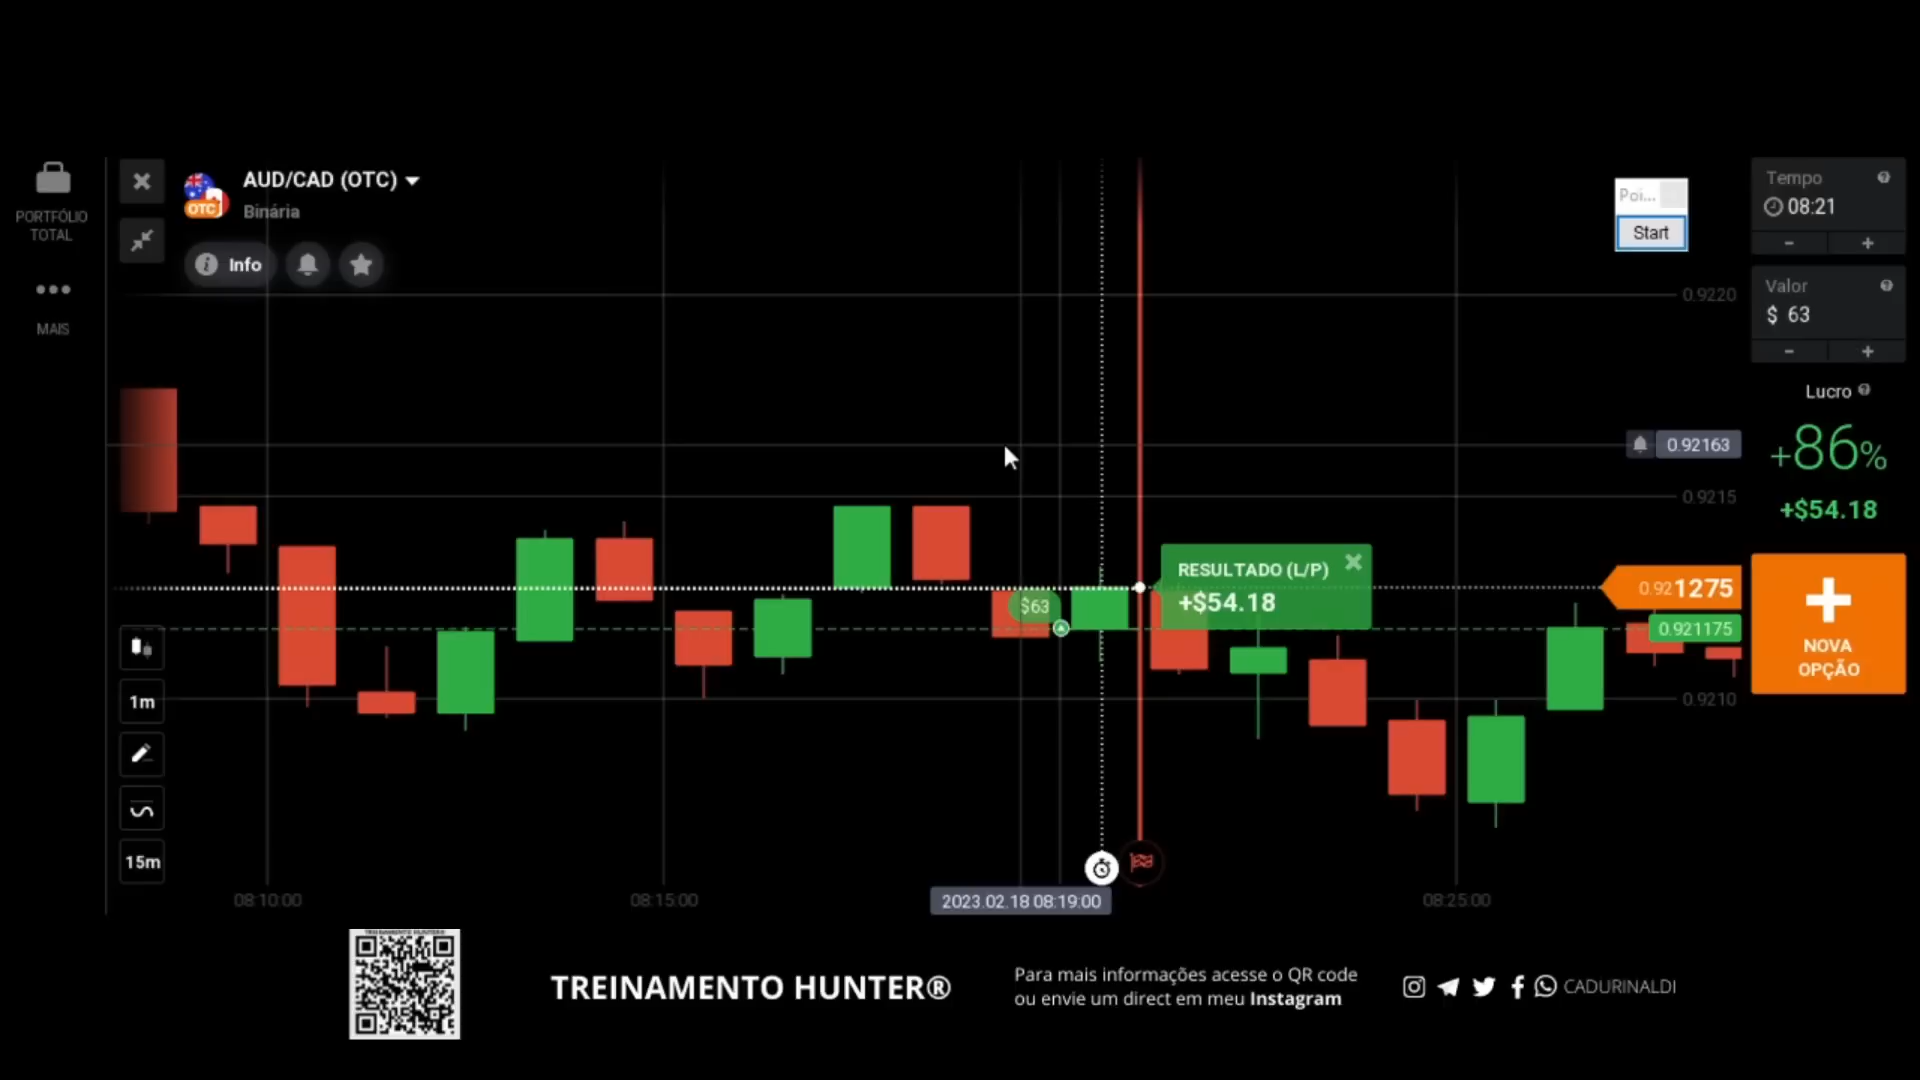 PORTFÓLIO
TOTAL
MAIS
AUD/CAD (OTC)
OTC
Binária
Info
Poi...
Start
Tempo
08:21
- +
Valor
$ 63
- +
Lucro
+86%
+$54.18
NOVA
OPÇÃO
0.9220
0.92163
0.9215
0.921275
0.921175
0.9210
RESULTADO (L/P)
+$54.18
$63
1m
15m
08:10:00
08:15:00
2023.02.18 08:19:00
08:25:00
TREINAMENTO HUNTER®
TREINAMENTO HUNTER®
Para mais informações acesse o QR code
ou envie um direct em meu Instagram
CADURINALDI